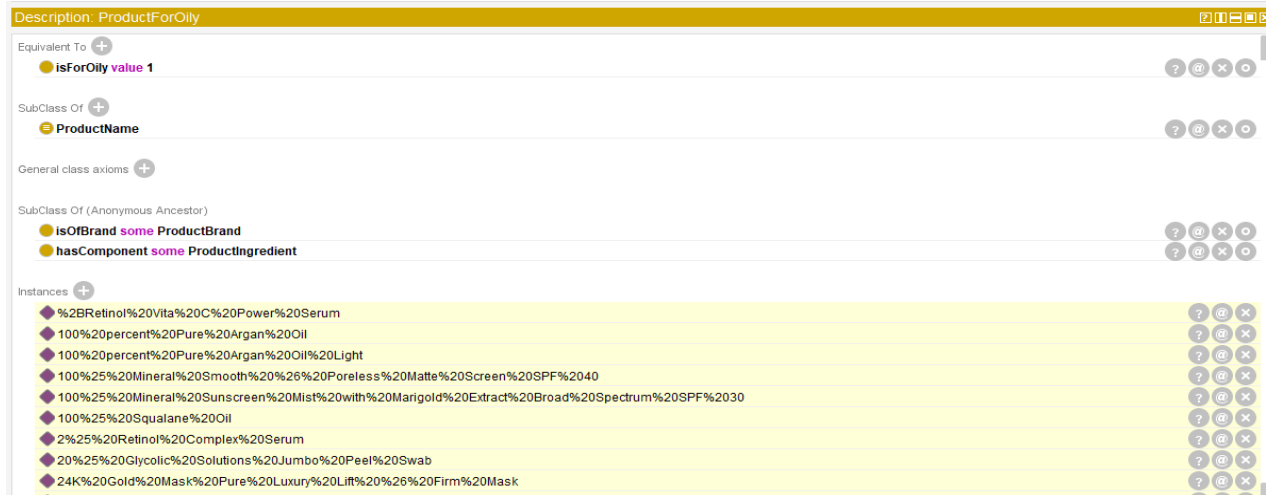 Description: ProductForOily
Equivalent To
isForOily value 1
SubClass Of
ProductName
General class axioms
SubClass Of (Anonymous Ancestor)
isOfBrand some ProductBrand
hasComponent some ProductIngredient
Instances
%2BRetinol%20Vita%20C%20Power%20Serum
100%20percent%20Pure%20Argan%20Oil
100%20percent%20Pure%20Argan%20Oil%20Light
100%25%20Mineral%20Smooth%20%26%20Poreless%20Matte%20Screen%20SPF%2040
100%25%20Mineral%20Sunscreen%20Mist%20with%20Marigold%20Extract%20Broad%20Spectrum%20SPF%2030
100%25%20Squalane%20Oil
2%25%20Retinol%20Complex%20Serum
20%25%20Glycolic%20Solutions%20Jumbo%20Peel%20Swab
24K%20Gold%20Mask%20Pure%20Luxury%20Lift%20%26%20Firm%20Mask